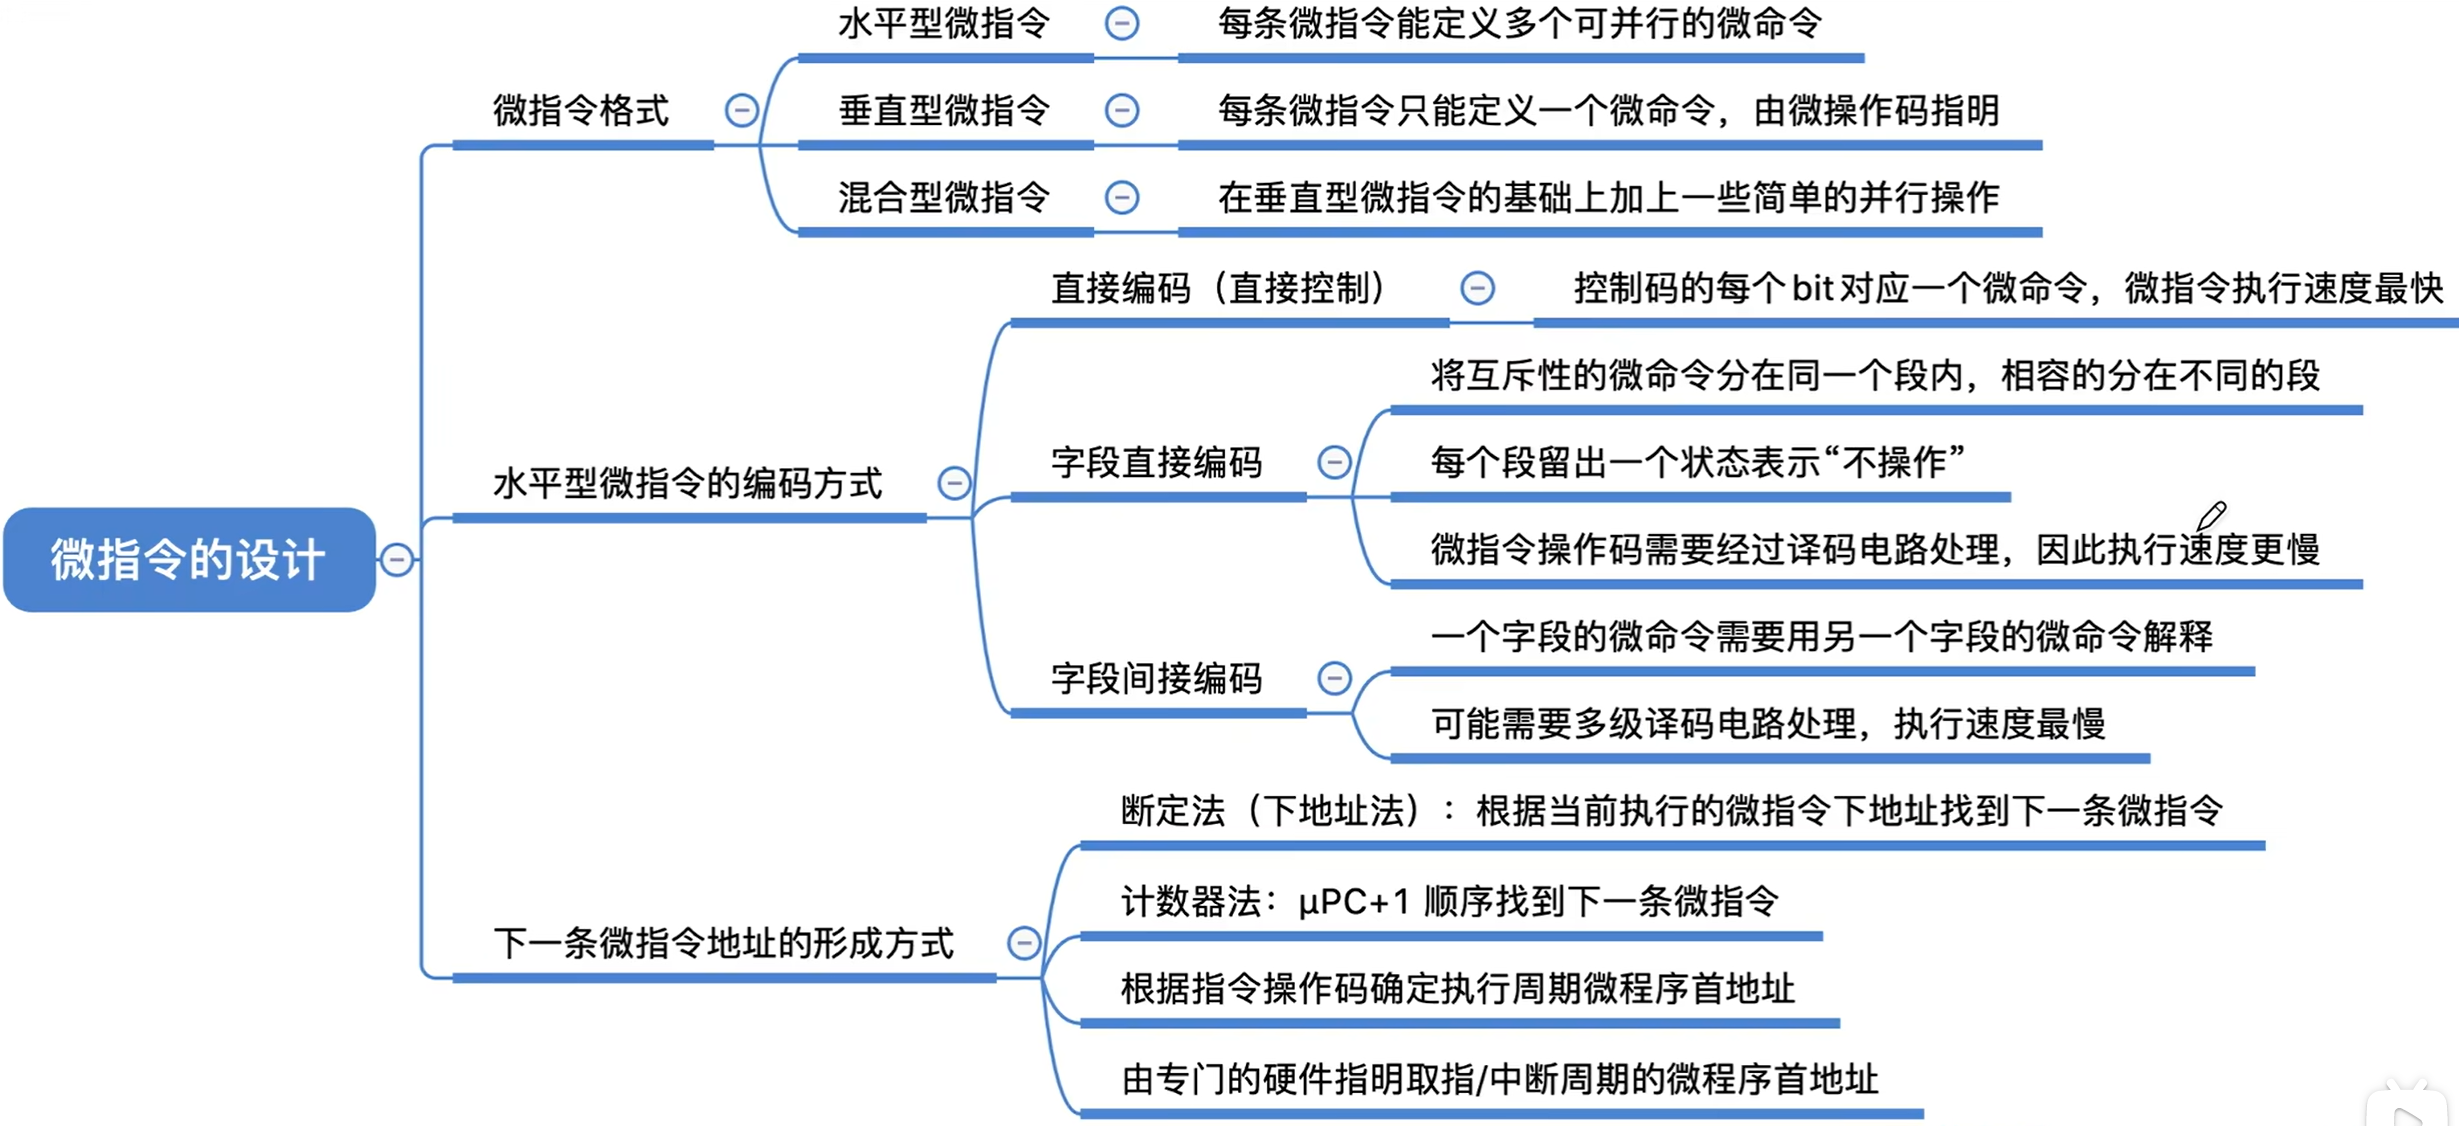 水平型微指令
每条微指令能定义多个可并行的微命令
微指令格式
垂直型微指令
每条微指令只能定义一个微命令，由微操作码指明
混合型微指令
在垂直型微指令的基础上加上一些简单的并行操作
直接编码（直接控制）
控制码的每个bit对应一个微命令，微指令执行速度最快
将互斥性的微命令分在同一个段内，相容的分在不同的段
水平型微指令的编码方式
字段直接编码
每个段留出一个状态表示“不操作”
微指令的设计
微指令操作码需要经过译码电路处理，因此执行速度更慢
一个字段的微命令需要用另一个字段的微命令解释
字段间接编码
可能需要多级译码电路处理，执行速度最慢
断定法（下地址法）：根据当前执行的微指令下地址找到下一条微指令
计数器法：μPC+1 顺序找到下一条微指令
下一条微指令地址的形成方式
根据指令操作码确定执行周期微程序首地址
由专门的硬件指明取指/中断周期的微程序首地址